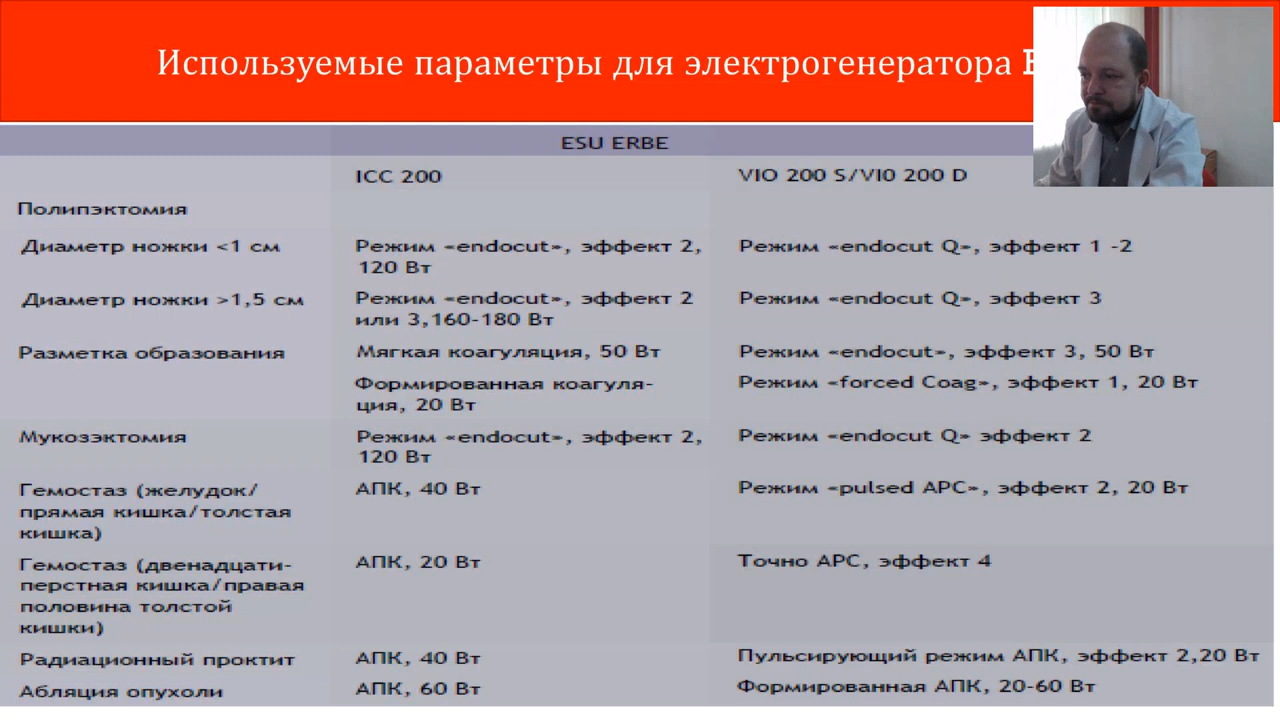 Используемые параметры для электрогенератора
ESU ERBE
ICC 200
VIO 200 S/VI0 200 D
Полипэктомия
Диаметр ножки <1 см
Режим «endocut», эффект 2,
120 Вт
Режим «endocut Q», эффект 1 -2
Диаметр ножки >1,5 см
Режим «endocut», эффект 2
или 3,160-180 Вт
Режим «endocut Q», эффект 3
Разметка образования
Мягкая коагуляция, 50 Вт
Режим «endocut», эффект 3, 50 Вт
Формированная коагуля-
ция, 20 Вт
Режим «forced Coag», эффект 1, 20 Вт
Мукозэктомия
Режим «endocut», эффект 2,
120 Вт
Режим «endocut Q» эффект 2
Гемостаз (желудок/
прямая кишка/толстая
кишка)
АПК, 40 Вт
Режим «pulsed APC», эффект 2, 20 Вт
Гемостаз (двенадцати-
перстная кишка/правая
половина толстой
кишки)
АПК, 20 Вт
Точно APC, эффект 4
Радиационный проктит
АПК, 40 Вт
Пульсирующий режим АПК, эффект 2,20 Вт
Абляция опухоли
АПК, 60 Вт
Формированная АПК, 20-60 Вт